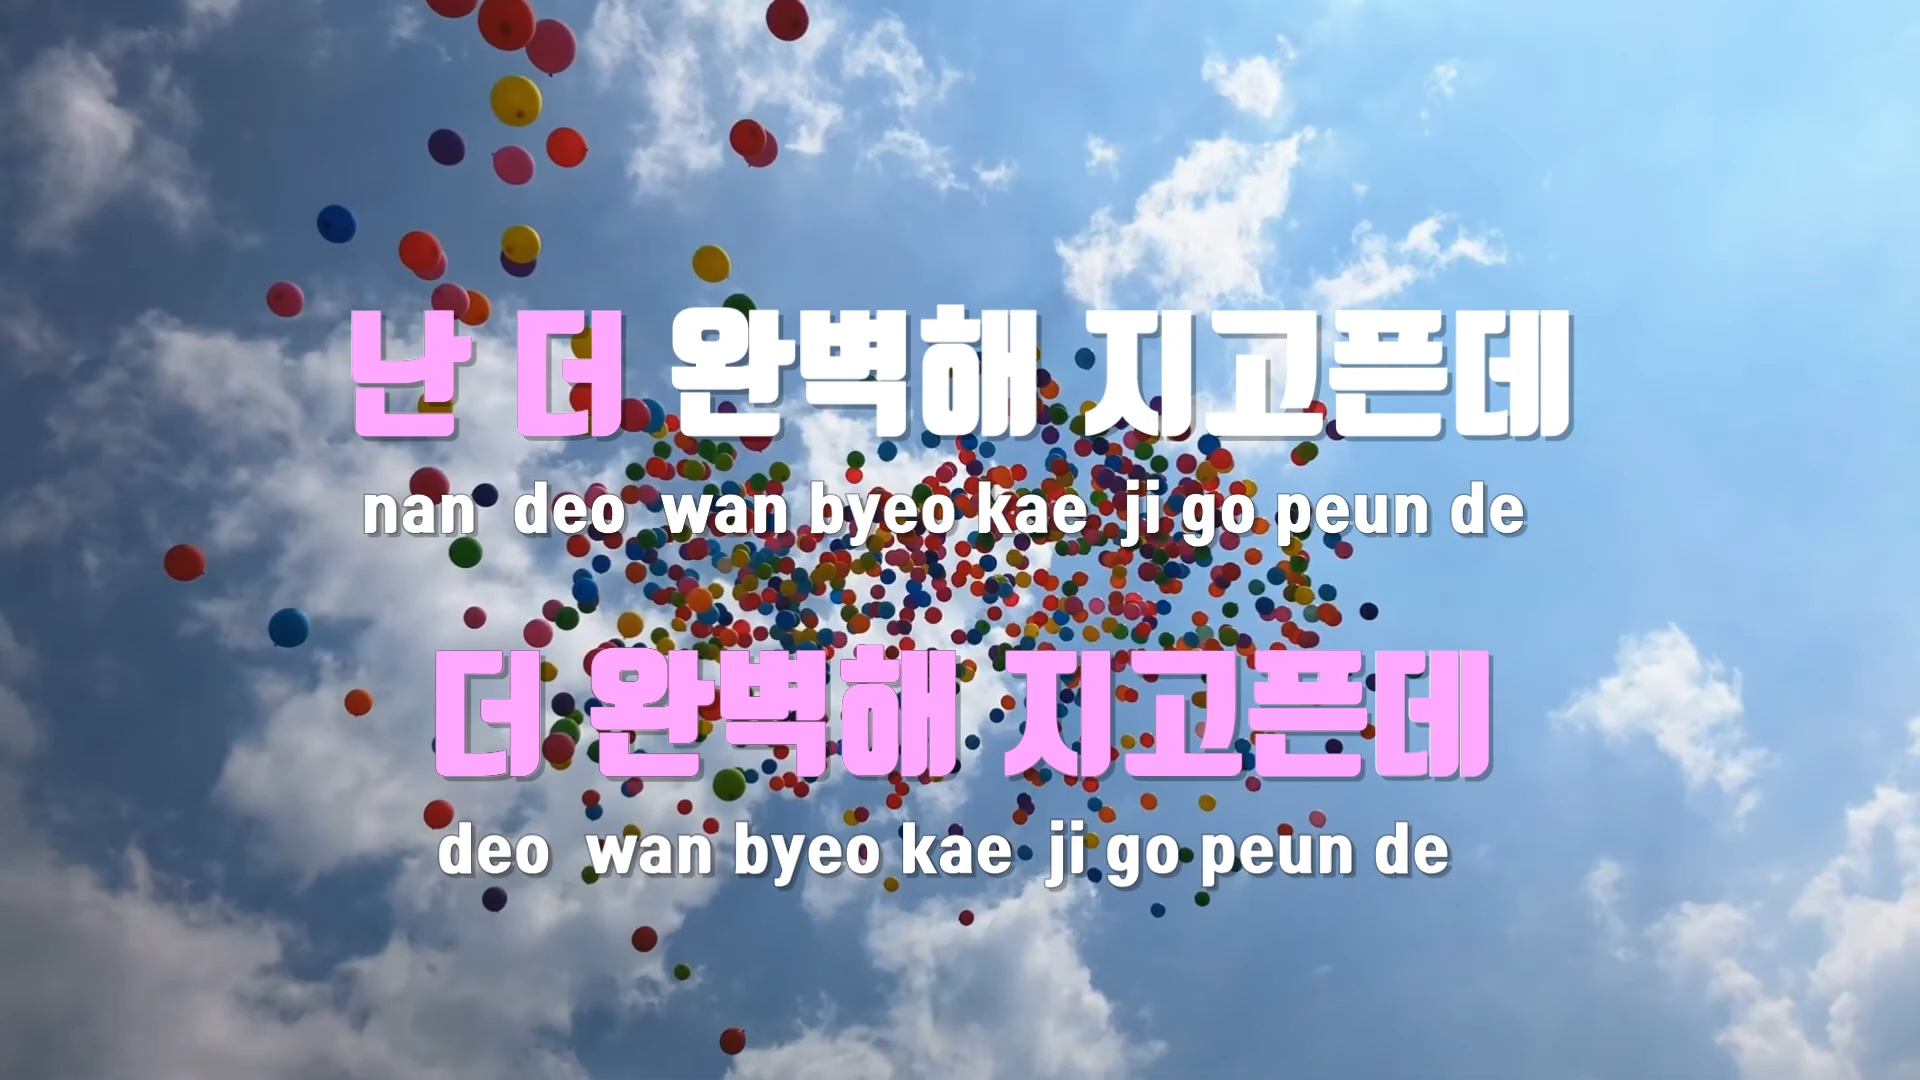 난 더 완벽해 지고픈데
nan deo wan byeo kae ji go peun de
더 완벽해 지고픈데
deo wan byeo kae ji go peun de